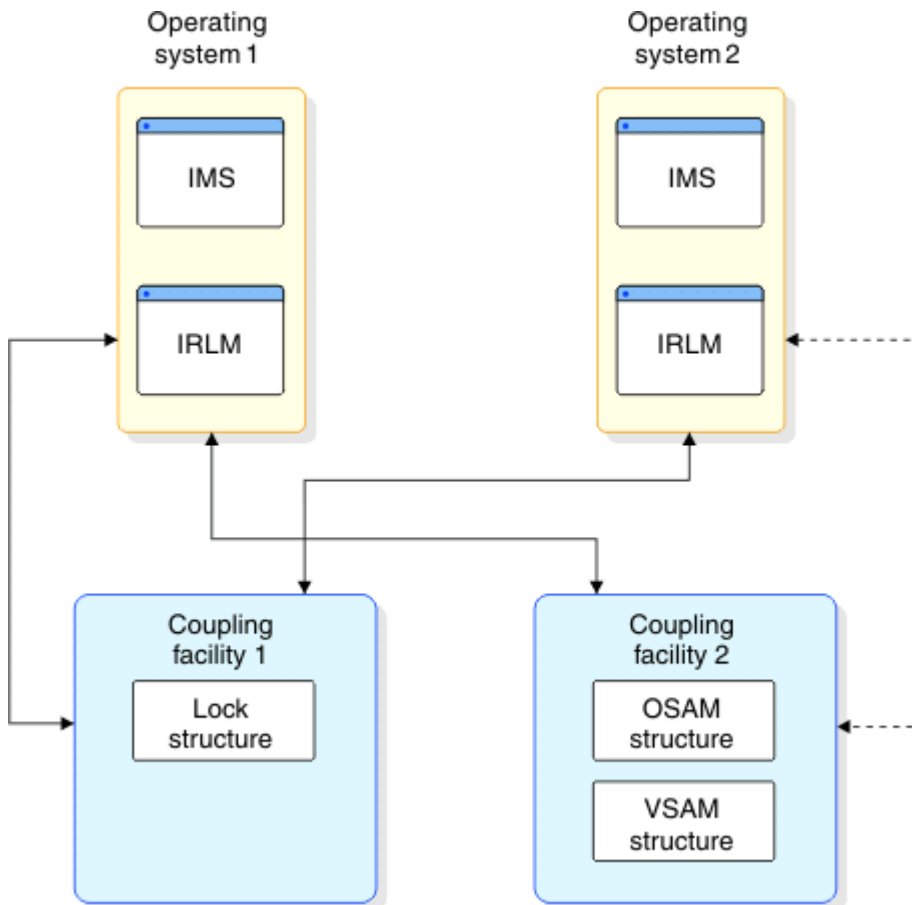 Operating
system 1
Operating
system 2
IMS
IMS
IRLM
IRLM
Coupling
facility 1
Lock
structure
Coupling
facility 2
OSAM
structure
VSAM
structure